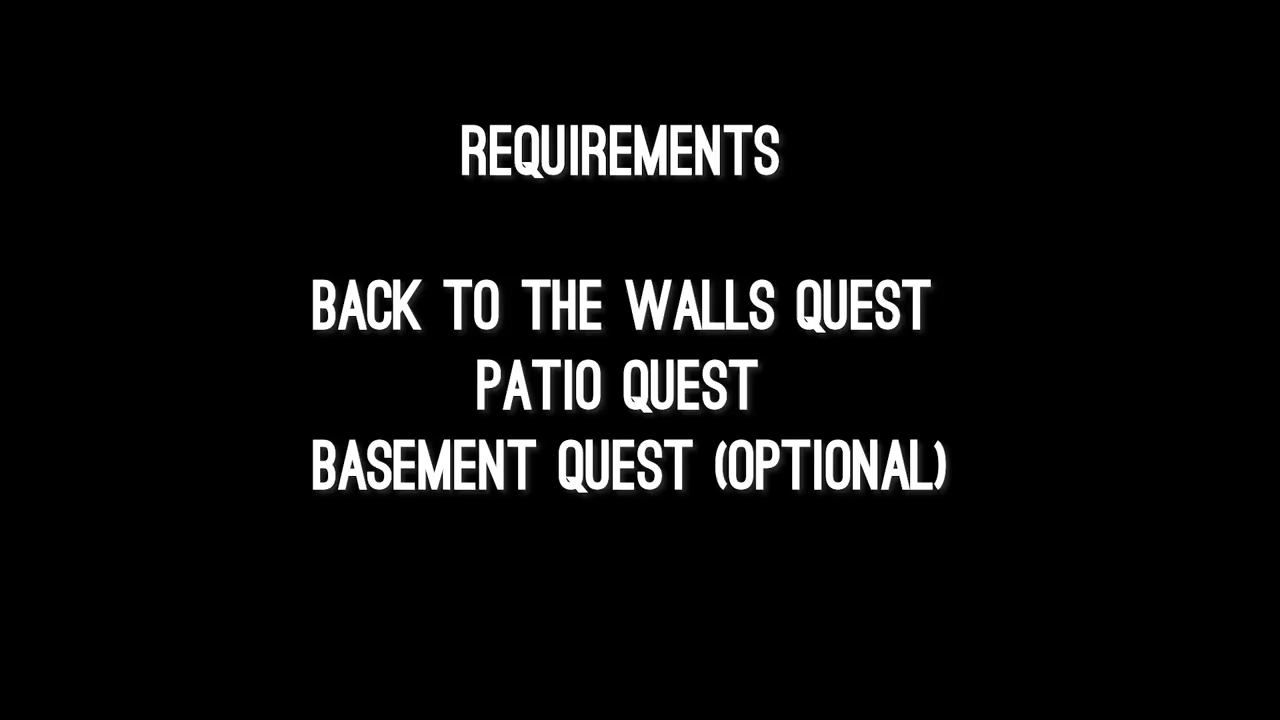 REQUIREMENTS
BACK TO THE WALLS QUEST
PATIO QUEST
BASEMENT QUEST (OPTIONAL)